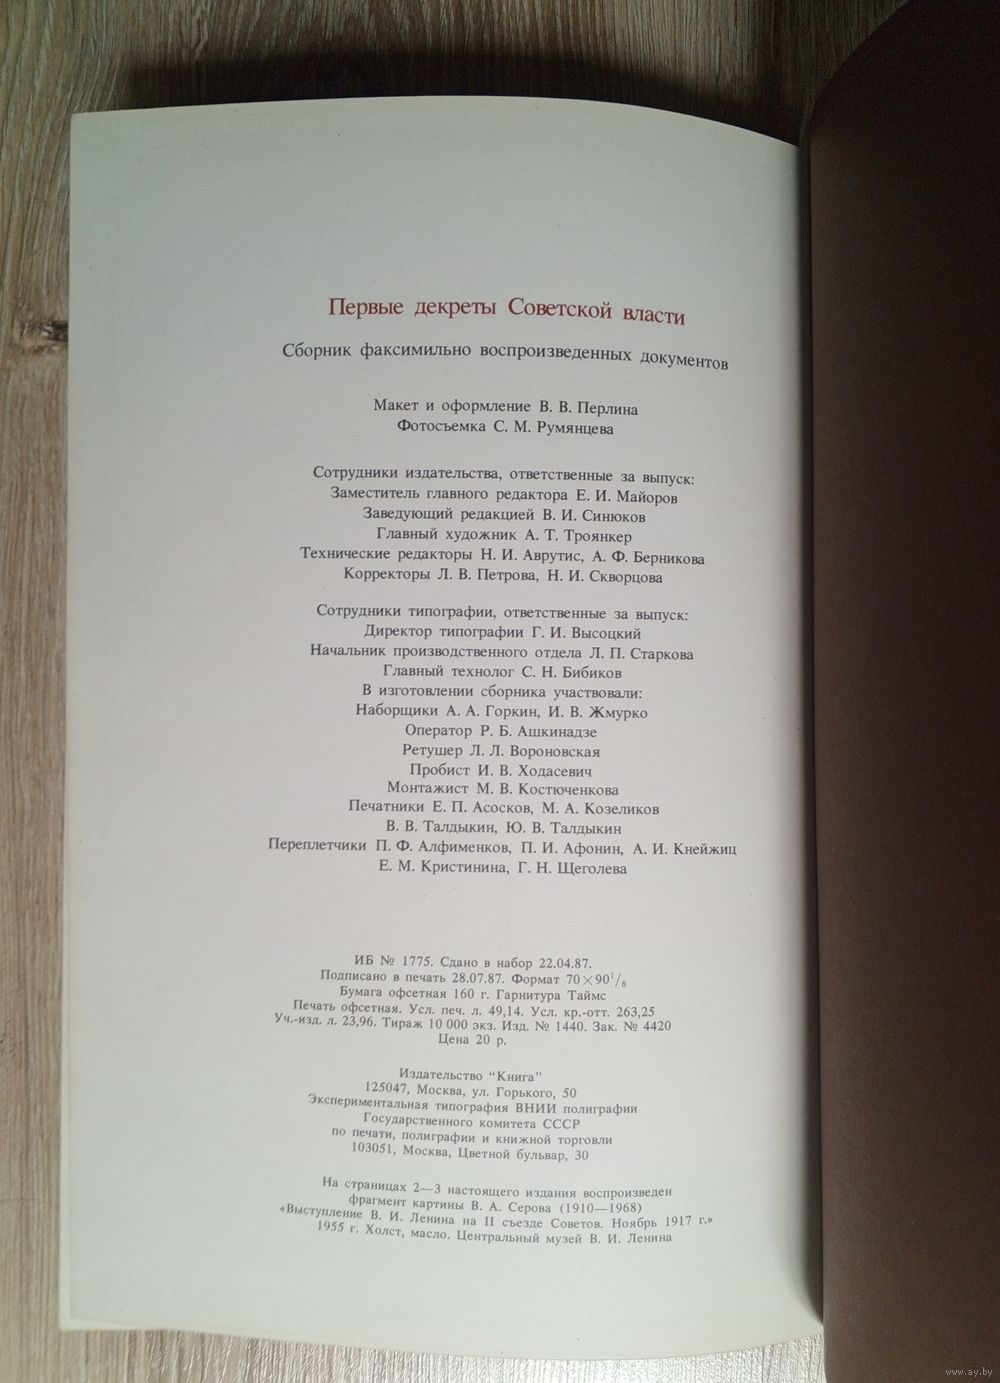 Первые декреты Советской власти
Сборник факсимильно воспроизведенных документов
Макет и оформление В. В. Перлина
Фотосъемка С. М. Румянцева
Сотрудники издательства, ответственные за выпуск:
Заместитель главного редактора Е. И. Майоров
Заведующий редакцией В. И. Синюков
Главный художник А. Т. Троянкер
Технические редакторы Н. И. Аврутис, А. Ф. Берникова
Корректоры Л. В. Петрова, Н. И. Скворцова
Сотрудники типографии, ответственные за выпуск:
Директор типографии Г. И. Высоцкий
Начальник производственного отдела Л. П. Старкова
Главный технолог С. Н. Бибиков
В изготовлении сборника участвовали:
Наборщики А. А. Горкин, И. В. Жмурко
Оператор Р. Б. Ашкинадзе
Ретушер Л. Л. Вороновская
Пробист И. В. Ходасевич
Монтажист М. В. Костюченкова
Печатники Е. П. Асосков, М. А. Козеликов
В. В. Талдыкин, Ю. В. Талдыкин
Переплетчики П. Ф. Алфименков, П. И. Афонин, А. И. Кнейжиц
Е. М. Кристинина, Г. Н. Щеголева
ИБ № 1775. Сдано в набор 22.04.87.
Подписано в печать 28.07.87. Формат 70×90¹/₈
Бумага офсетная 160 г. Гарнитура Таймс
Печать офсетная. Усл. печ. л. 49,14. Усл. кр.-отт. 263,25
Уч.-изд. л. 23,96. Тираж 10 000 экз. Изд. № 1440. Зак. № 4420
Цена 20 р.
Издательство "Книга"
125047, Москва, ул. Горького, 50
Экспериментальная типография ВНИИ полиграфии
Государственного комитета СССР
по печати, полиграфии и книжной торговли
103051, Москва, Цветной бульвар, 30
На страницах 2—3 настоящего издания воспроизведен
фрагмент картины В. А. Серова (1910—1968)
«Выступление В. И. Ленина на II съезде Советов. Ноябрь 1917 г.»
1955 г. Холст, масло. Центральный музей В. И. Ленина
www.ay.by